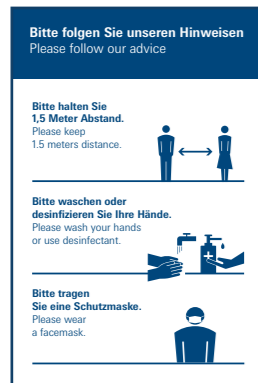 Bitte folgen Sie unseren Hinweisen
Please follow our advice
Bitte halten Sie
1,5 Meter Abstand.
Please keep
1.5 meters distance.
Bitte waschen oder
desinfizieren Sie Ihre Hände.
Please wash your hands
or use desinfectant.
Bitte tragen
Sie eine Schutzmaske.
Please wear
a facemask.